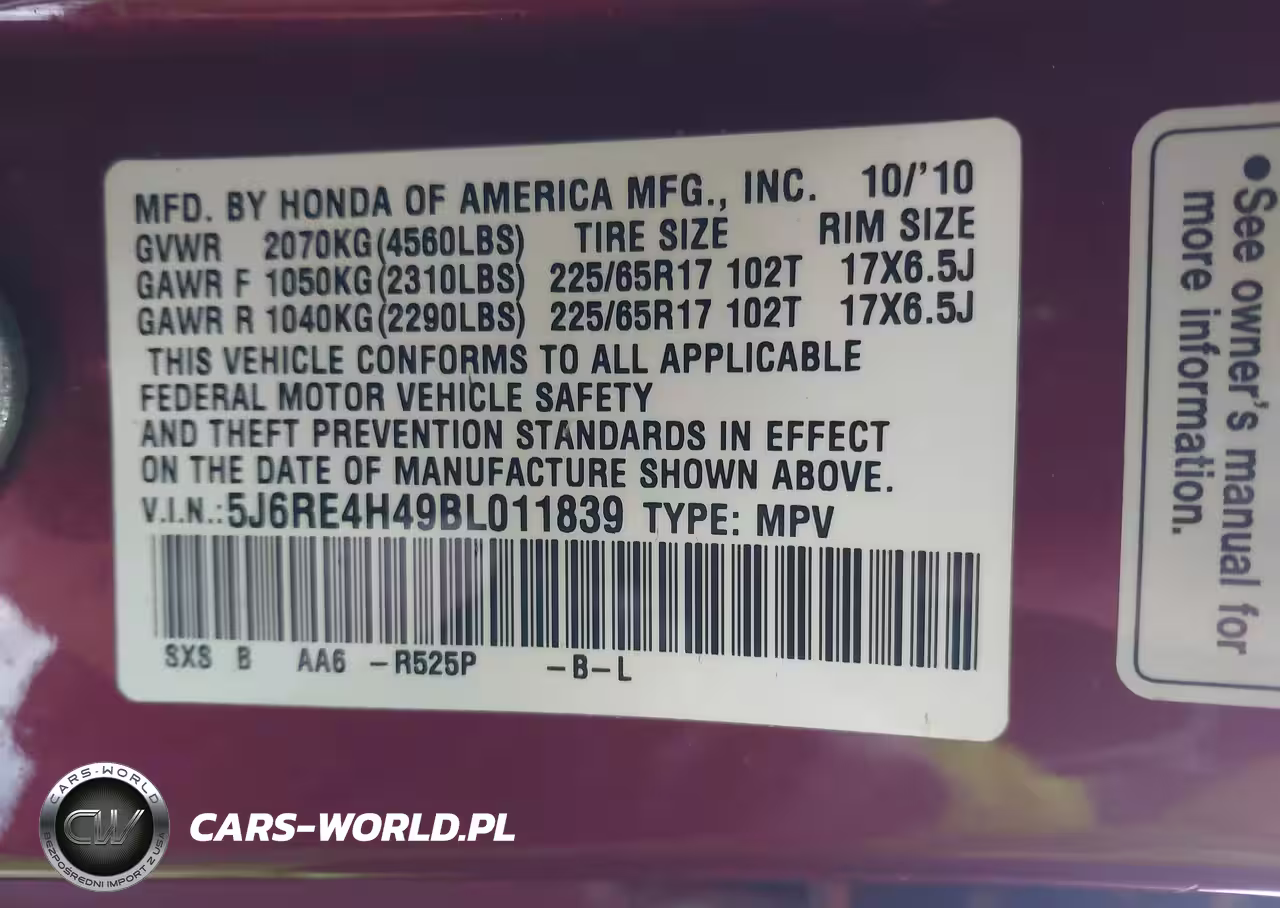 MFD. BY HONDA OF AMERICA MFG., INC. 10/'10
GVWR 2070KG(4560LBS) TIRE SIZE RIM SIZE
GAWR F 1050KG(2310LBS) 225/65R17 102T 17X6.5J
GAWR R 1040KG(2290LBS) 225/65R17 102T 17X6.5J
THIS VEHICLE CONFORMS TO ALL APPLICABLE
FEDERAL MOTOR VEHICLE SAFETY
AND THEFT PREVENTION STANDARDS IN EFFECT
ON THE DATE OF MANUFACTURE SHOWN ABOVE.
V.I.N.:5J6RE4H49BL011839 TYPE: MPV
SXS B AA6 -R525P -B-L
●See owner's manual for
more information.
CARS-WORLD
CW
BEZPOŚREDNI IMPORT Z USA
CARS-WORLD.PL